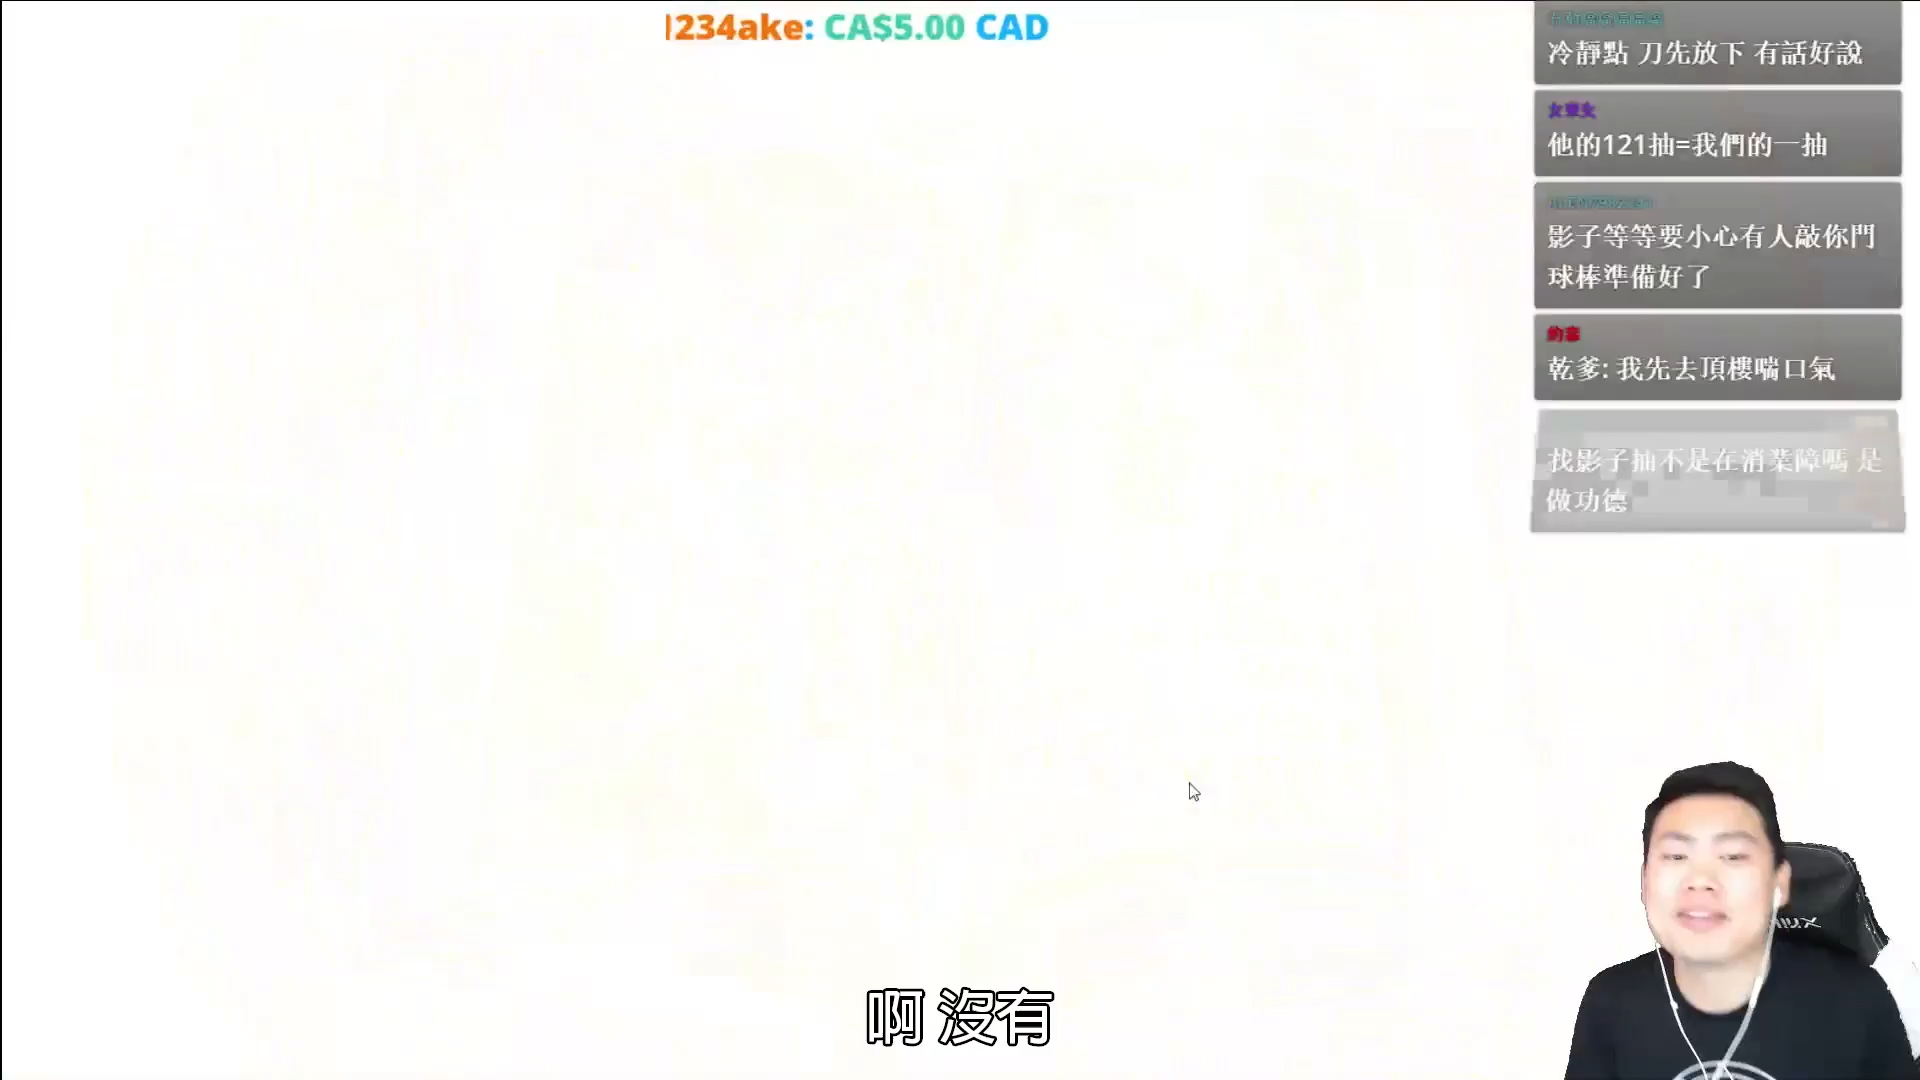 1234ake: CA$5.00 CAD
冷靜點 刀先放下 有話好說
他的121抽=我們的一抽
影子等等要小心有人敲你門
球棒準備好了
乾爹: 我先去頂樓喘口氣
找影子抽不是在消業障嗎 是
做功德
啊 沒有